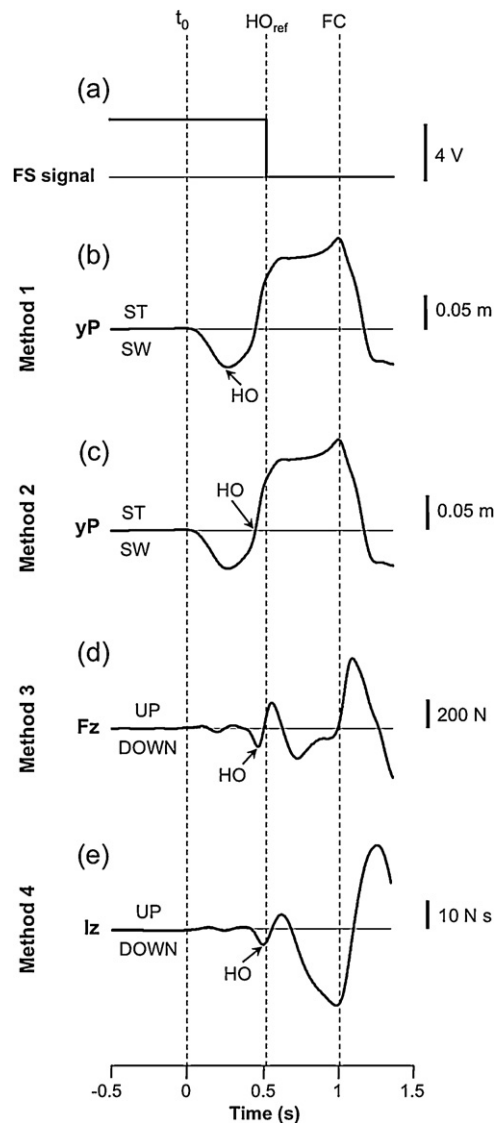 t0 HOref FC
(a)
4 V
FS signal
(b)
Method 1
ST
yP
SW
0.05 m
HO
(c)
Method 2
HO
ST
yP
SW
0.05 m
(d)
Method 3
UP
Fz
DOWN
200 N
HO
(e)
Method 4
UP
Iz
DOWN
10 N s
HO
-0.5 0 0.5 1 1.5
Time (s)